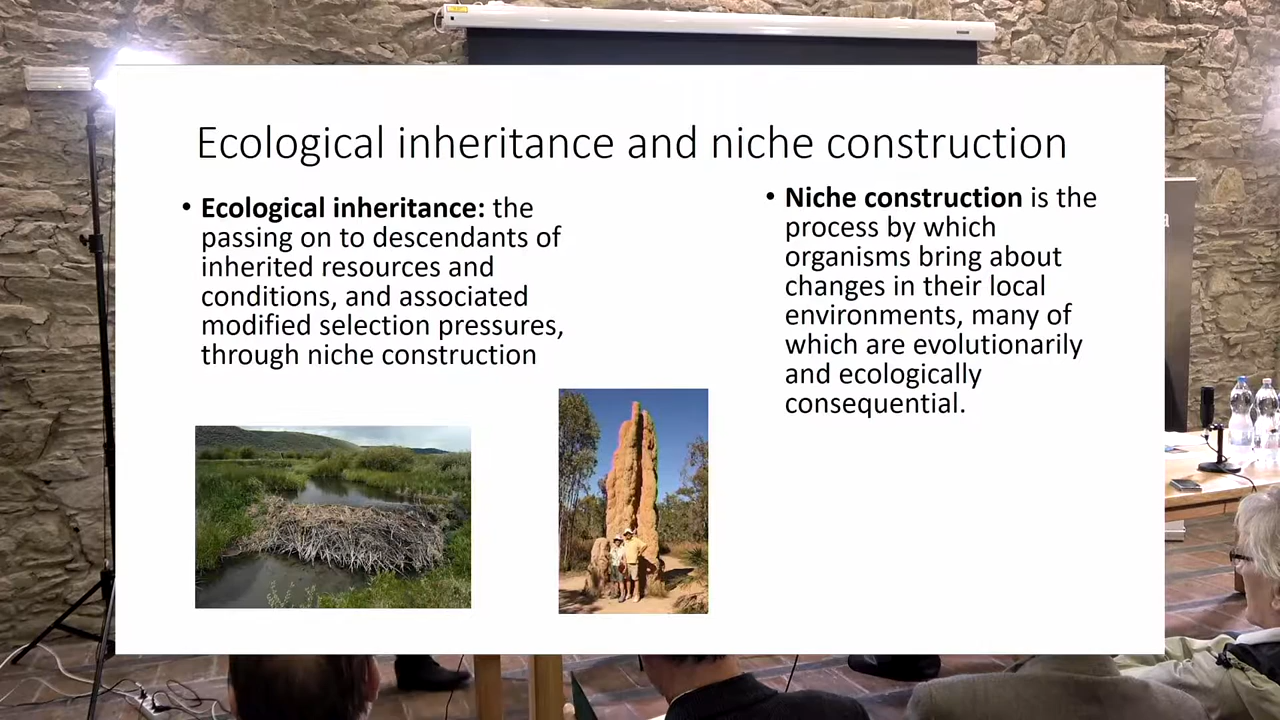 Ecological inheritance and niche construction
• Ecological inheritance: the
passing on to descendants of
inherited resources and
conditions, and associated
modified selection pressures,
through niche construction
• Niche construction is the
process by which
organisms bring about
changes in their local
environments, many of
which are evolutionarily
and ecologically
consequential.
a